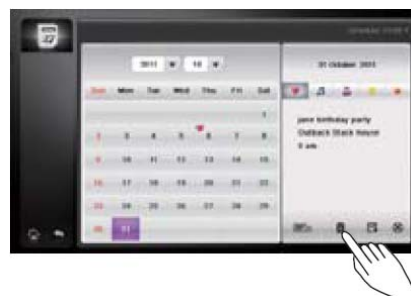 2011 10
31 October 2011
Sun Mon Tue Wed Thu Fri Sat
1
2 3 4 5 6 7 8
9 10 11 12 13 14 15
16 17 18 19 20 21 22
23 24 25 26 27 28 29
30 31
jane birthday party
Outback Steak house